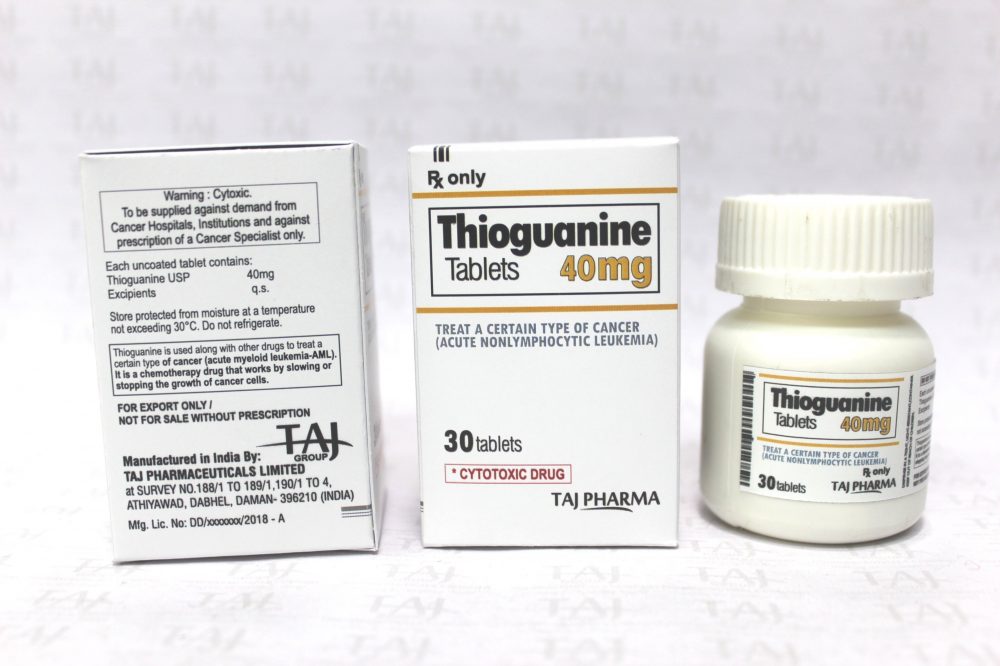 Warning : Cytotoxic.
To be supplied against demand from
Cancer Hospitals, Institutions and against
prescription of a Cancer Specialist only.
Each uncoated tablet contains:
Thioguanine USP 40mg
Excipients q.s.
Store protected from moisture at a temperature
not exceeding 30°C. Do not refrigerate.
Thioguanine is used along with other drugs to treat a
certain type of cancer (acute myeloid leukemia-AML).
It is a chemotherapy drug that works by slowing or
stopping the growth of cancer cells.
FOR EXPORT ONLY /
NOT FOR SALE WITHOUT PRESCRIPTION
TAJ
GROUP
Manufactured in India By:
TAJ PHARMACEUTICALS LIMITED
at SURVEY NO.188/1 TO 189/1,190/1 TO 4,
ATHIYAWAD, DABHEL, DAMAN- 396210 (INDIA)
Mfg. Lic. No: DD/xxxxxxx/2018 - A
Rx only
Thioguanine
Tablets 40mg
TREAT A CERTAIN TYPE OF CANCER
(ACUTE NONLYMPHOCYTIC LEUKEMIA)
30 tablets
* CYTOTOXIC DRUG
TAJ PHARMA
Thioguanine
Tablets 40mg
TREAT A CERTAIN TYPE OF CANCER
(ACUTE NONLYMPHOCYTIC LEUKEMIA)
Rx only
30 tablets
TAJ PHARMA